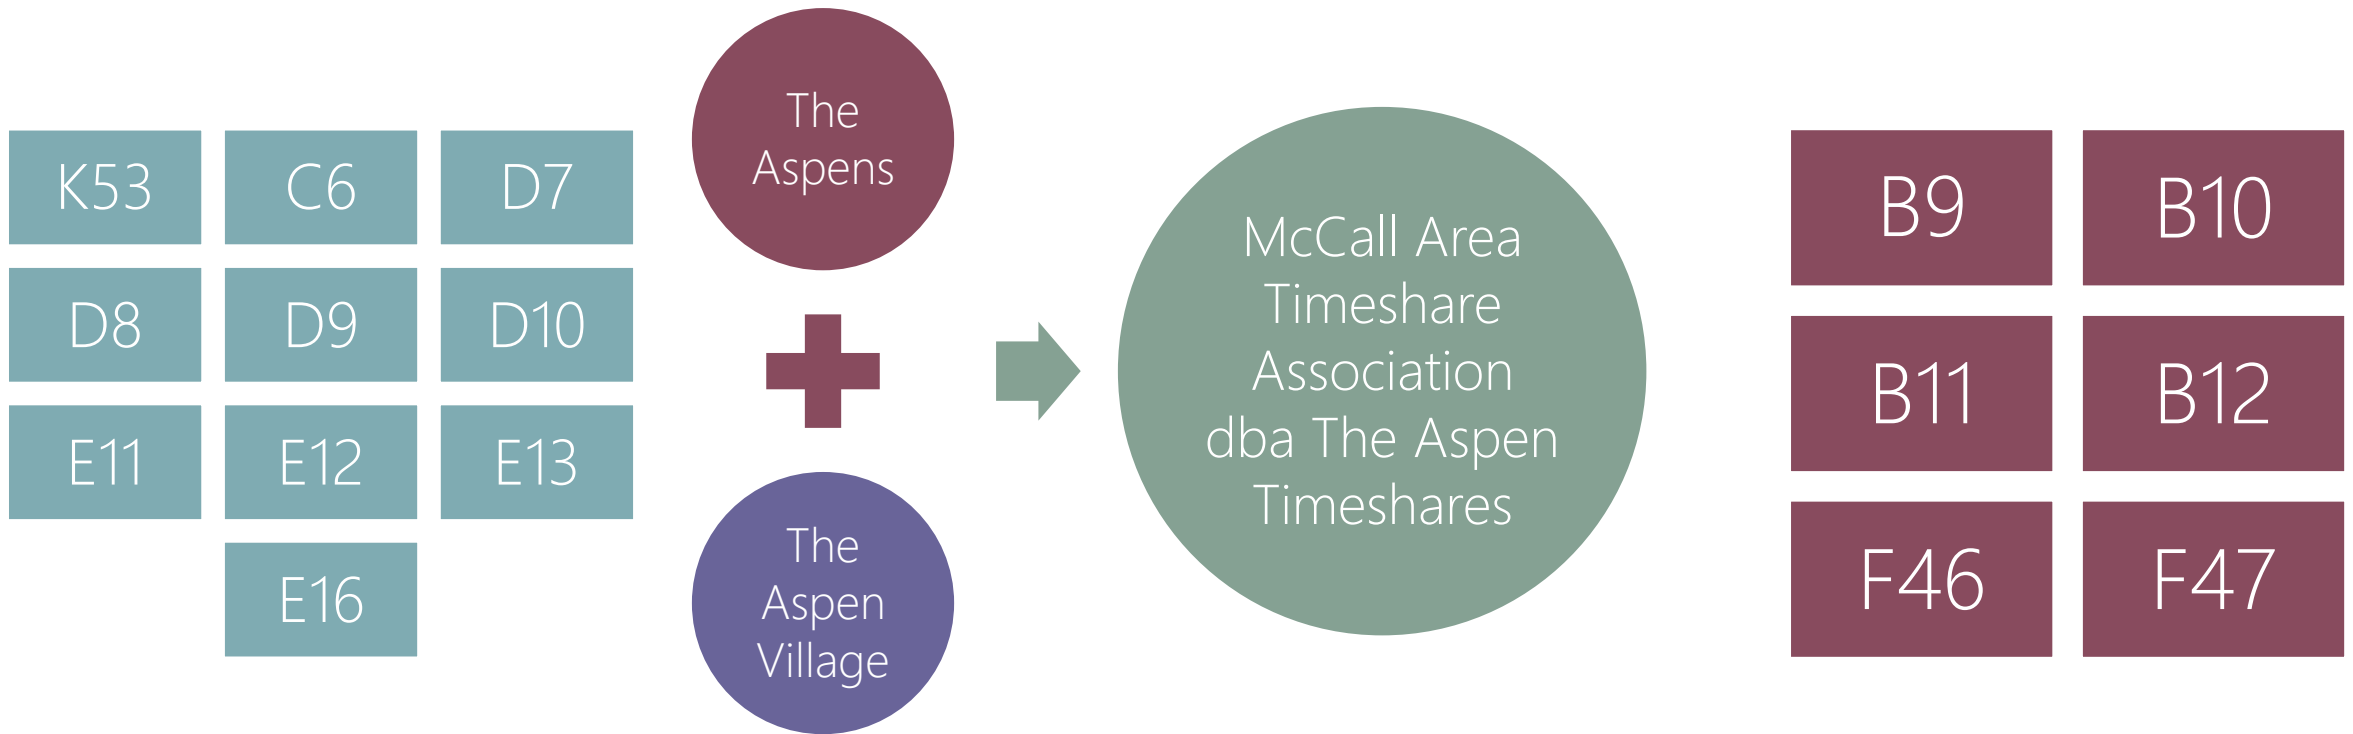 K53
C6
D7
D8
D9
D10
E11
E12
E13
E16
The
Aspens
The
Aspen
Village
McCall Area
Timeshare
Association
dba The Aspen
Timeshares
B9
B10
B11
B12
F46
F47